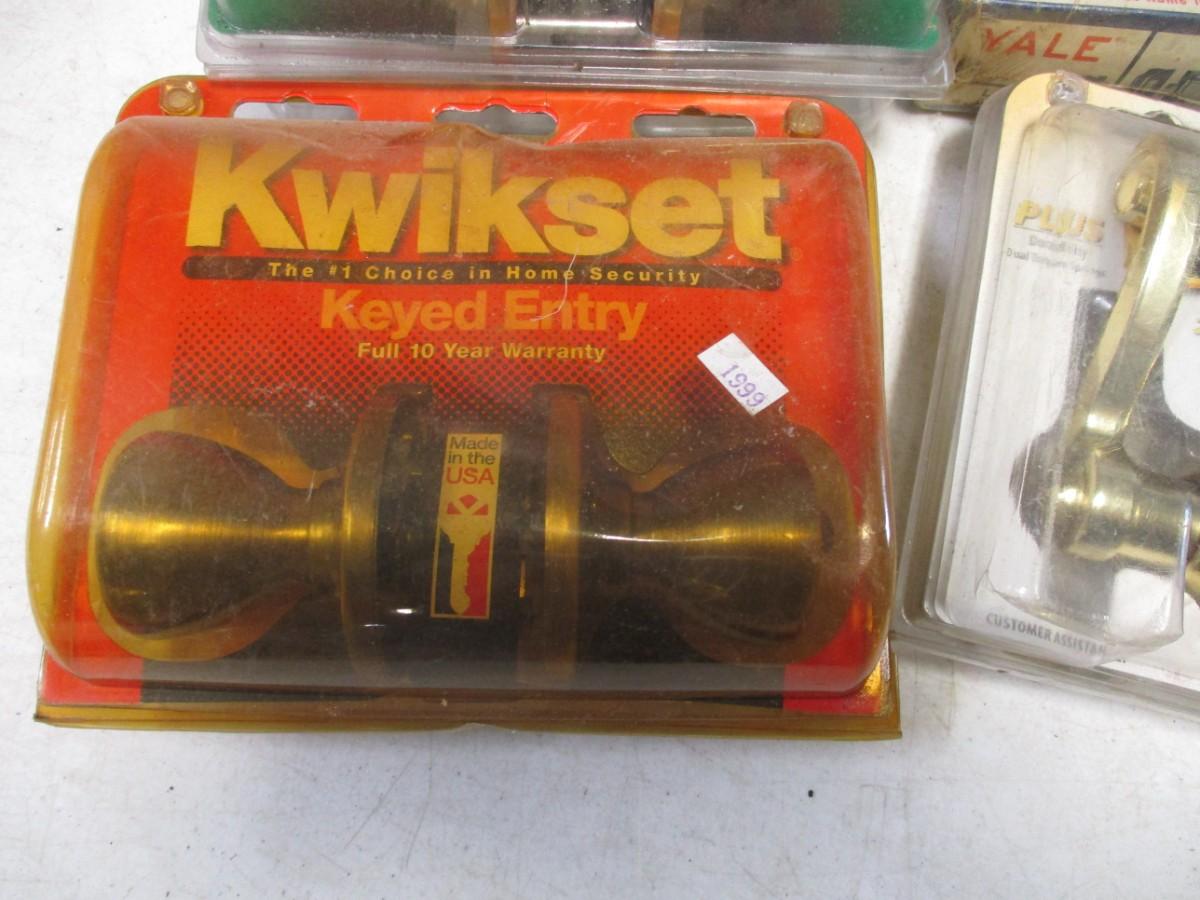 Kwikset
The #1 Choice in Home Security
Keyed Entry
Full 10 Year Warranty
1999
Made
in the
USA
YALE
PLUS
Dual
CUSTOMER ASSISTAN